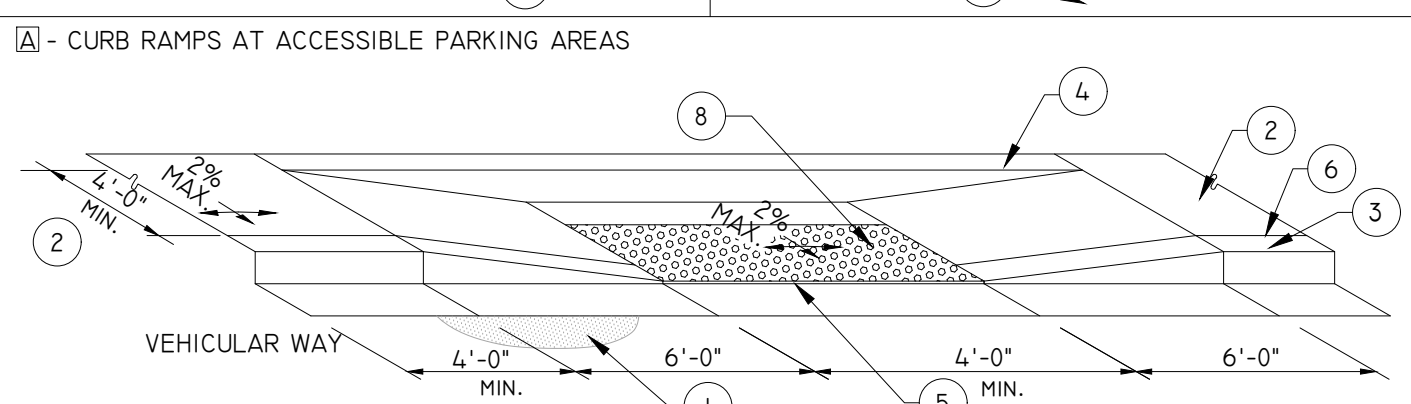 A - CURB RAMPS AT ACCESSIBLE PARKING AREAS
4
8
2
6
3
2% MAX.
4'-0" MIN.
2% MAX.
2
VEHICULAR WAY
4'-0" MIN.
6'-0"
4'-0" MIN.
6'-0"
5